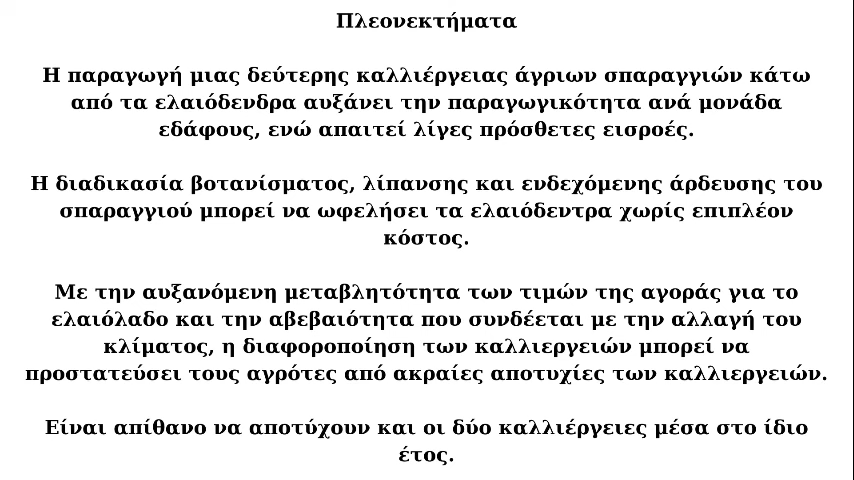 Πλεονεκτήματα
Η παραγωγή μιας δεύτερης καλλιέργειας άγριων σπαραγγιών κάτω
από τα ελαιόδενδρα αυξάνει την παραγωγικότητα ανά μονάδα
εδάφους, ενώ απαιτεί λίγες πρόσθετες εισροές.
Η διαδικασία βοτανίσματος, λίπανσης και ενδεχόμενης άρδευσης του
σπαραγγιού μπορεί να ωφελήσει τα ελαιόδεντρα χωρίς επιπλέον
κόστος.
Με την αυξανόμενη μεταβλητότητα των τιμών της αγοράς για το
ελαιόλαδο και την αβεβαιότητα που συνδέεται με την αλλαγή του
κλίματος, η διαφοροποίηση των καλλιεργειών μπορεί να
προστατεύσει τους αγρότες από ακραίες αποτυχίες των καλλιεργειών.
Είναι απίθανο να αποτύχουν και οι δύο καλλιέργειες μέσα στο ίδιο
έτος.